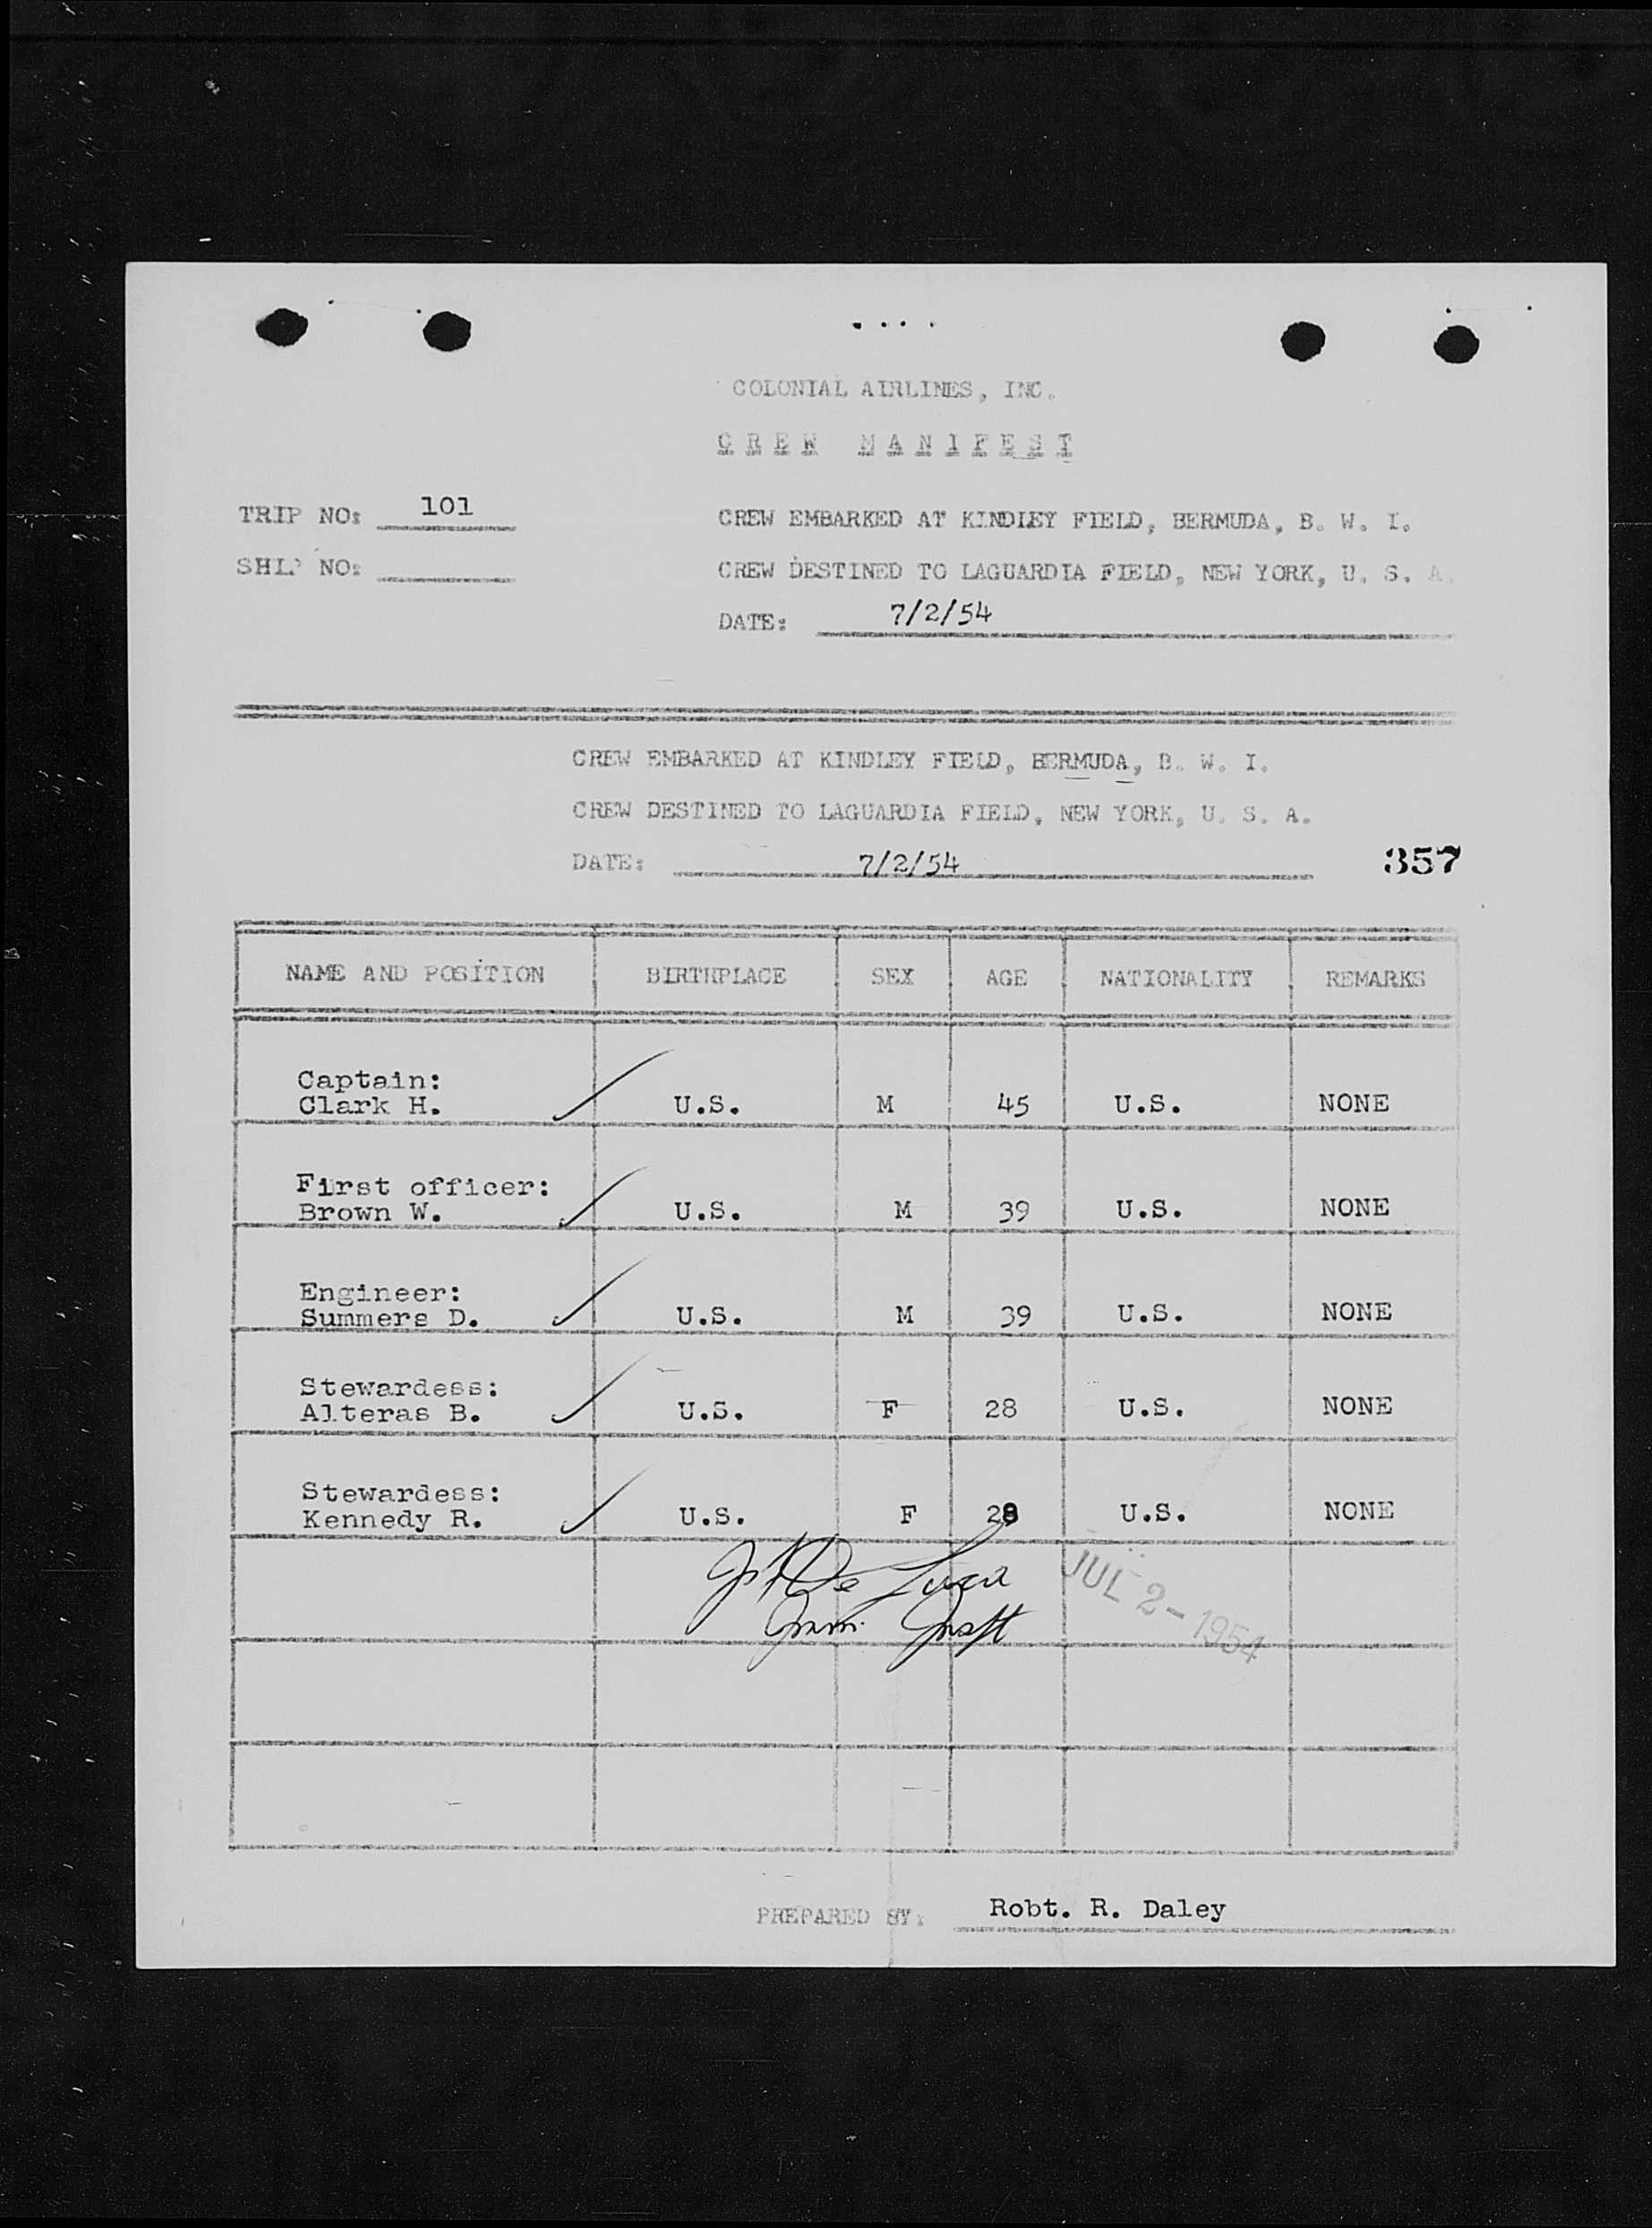 COLONIAL AIRLINES, INC.
CREW MANIFEST
TRIP NO: 101
CREW EMBARKED AT KINDLEY FIELD, BERMUDA, B. W. I.
SHIP NO:
CREW DESTINED TO LAGUARDIA FIELD, NEW YORK, U. S. A.
DATE: 7/2/54
CREW EMBARKED AT KINDLEY FIELD, BERMUDA, B. W. I.
CREW DESTINED TO LAGUARDIA FIELD, NEW YORK, U. S. A.
DATE: 7/2/54
357
NAME AND POSITION BIRTHPLACE SEX AGE NATIONALITY REMARKS
Captain:
Clark H. U.S. M 45 U.S. NONE
First officer:
Brown W. U.S. M 39 U.S. NONE
Engineer:
Summers D. U.S. M 39 U.S. NONE
Stewardess:
Alteras B. U.S. F 28 U.S. NONE
Stewardess:
Kennedy R. U.S. F 28 U.S. NONE
De Luca
Imm. Inspt
JUL 2-1954
PREPARED BY: Robt. R. Daley